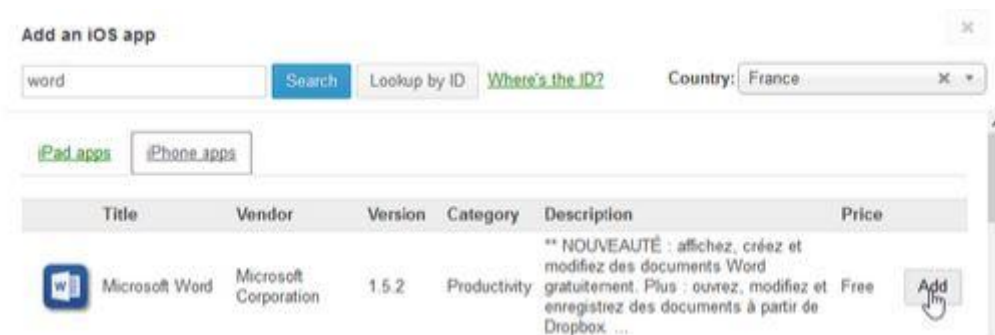 Add an iOS app
word Search Lookup by ID Where's the ID? Country: France
iPad apps iPhone apps
Title Vendor Version Category Description Price
Microsoft Word Microsoft Corporation 1.5.2 Productivity ** NOUVEAUTÉ : affichez, créez et
modifiez des documents Word
gratuitement. Plus : ouvrez, modifiez et
enregistrez des documents à partir de
Dropbox. ...
Free Add